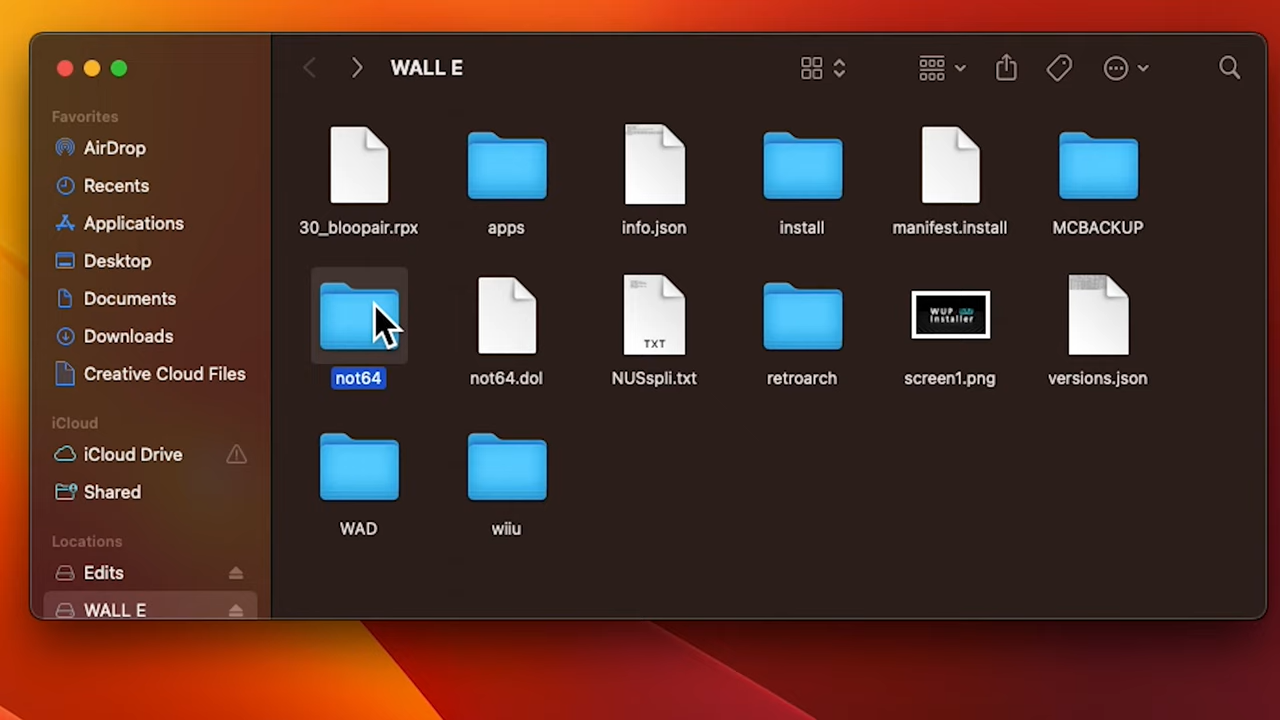 WALL E
Favorites
AirDrop
Recents
Applications
Desktop
Documents
Downloads
Creative Cloud Files
iCloud
iCloud Drive
Shared
Locations
Edits
WALL E
30_bloopair.rpx
apps
info.json
install
manifest.install
MCBACKUP
not64
not64.dol
TXT
NUSspli.txt
retroarch
WUP
Installer
screen1.png
versions.json
WAD
wiiu